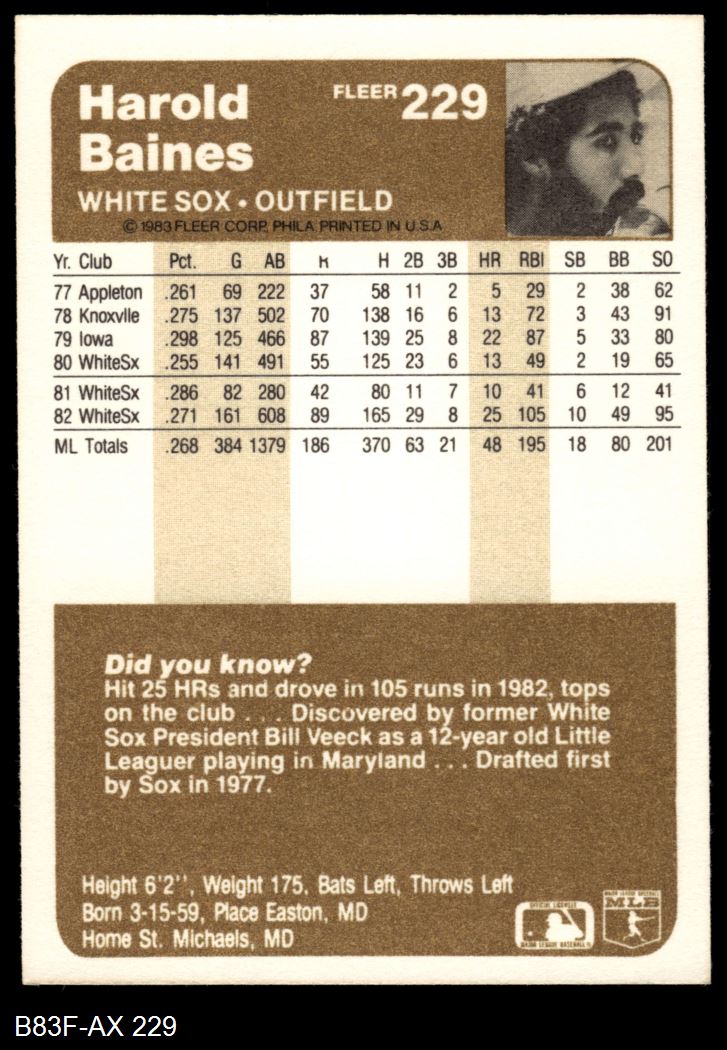 Harold
Baines
FLEER 229
WHITE SOX • OUTFIELD
© 1983 FLEER CORP. PHILA. PRINTED IN U.S.A
Yr. Club Pct. G AB R H 2B 3B HR RBI SB BB SO
77 Appleton .261 69 222 37 58 11 2 5 29 2 38 62
78 Knoxvlle .275 137 502 70 138 16 6 13 72 3 43 91
79 Iowa .298 125 466 87 139 25 8 22 87 5 33 80
80 WhiteSx .255 141 491 55 125 23 6 13 49 2 19 65
81 WhiteSx .286 82 280 42 80 11 7 10 41 6 12 41
82 WhiteSx .271 161 608 89 165 29 8 25 105 10 49 95
ML Totals .268 384 1379 186 370 63 21 48 195 18 80 201
Did you know?
Hit 25 HRs and drove in 105 runs in 1982, tops
on the club . . . Discovered by former White
Sox President Bill Veeck as a 12-year old Little
Leaguer playing in Maryland . . . Drafted first
by Sox in 1977.
Height 6'2'', Weight 175, Bats Left, Throws Left
Born 3-15-59, Place Easton, MD
Home St. Michaels, MD
OFFICIAL LICENSEE
MAJOR LEAGUE BASEBALL
MAJOR LEAGUE BASEBALL
MLB
B83F-AX 229